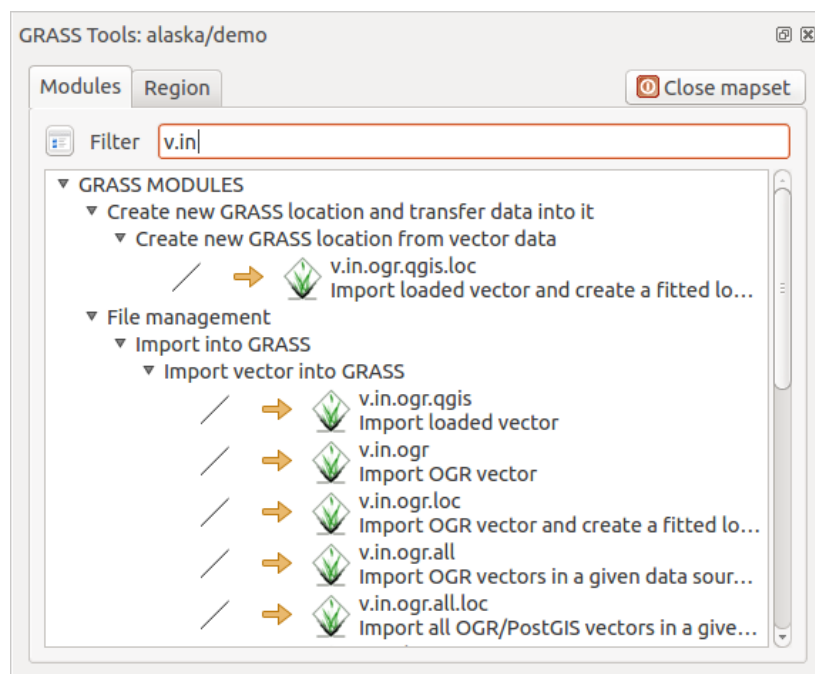 GRASS Tools: alaska/demo
Modules
Region
Close mapset
Filter
v.in
GRASS MODULES
Create new GRASS location and transfer data into it
Create new GRASS location from vector data
v.in.ogr.qgis.loc
Import loaded vector and create a fitted lo...
File management
Import into GRASS
Import vector into GRASS
v.in.ogr.qgis
Import loaded vector
v.in.ogr
Import OGR vector
v.in.ogr.loc
Import OGR vector and create a fitted lo...
v.in.ogr.all
Import OGR vectors in a given data sour...
v.in.ogr.all.loc
Import all OGR/PostGIS vectors in a give...